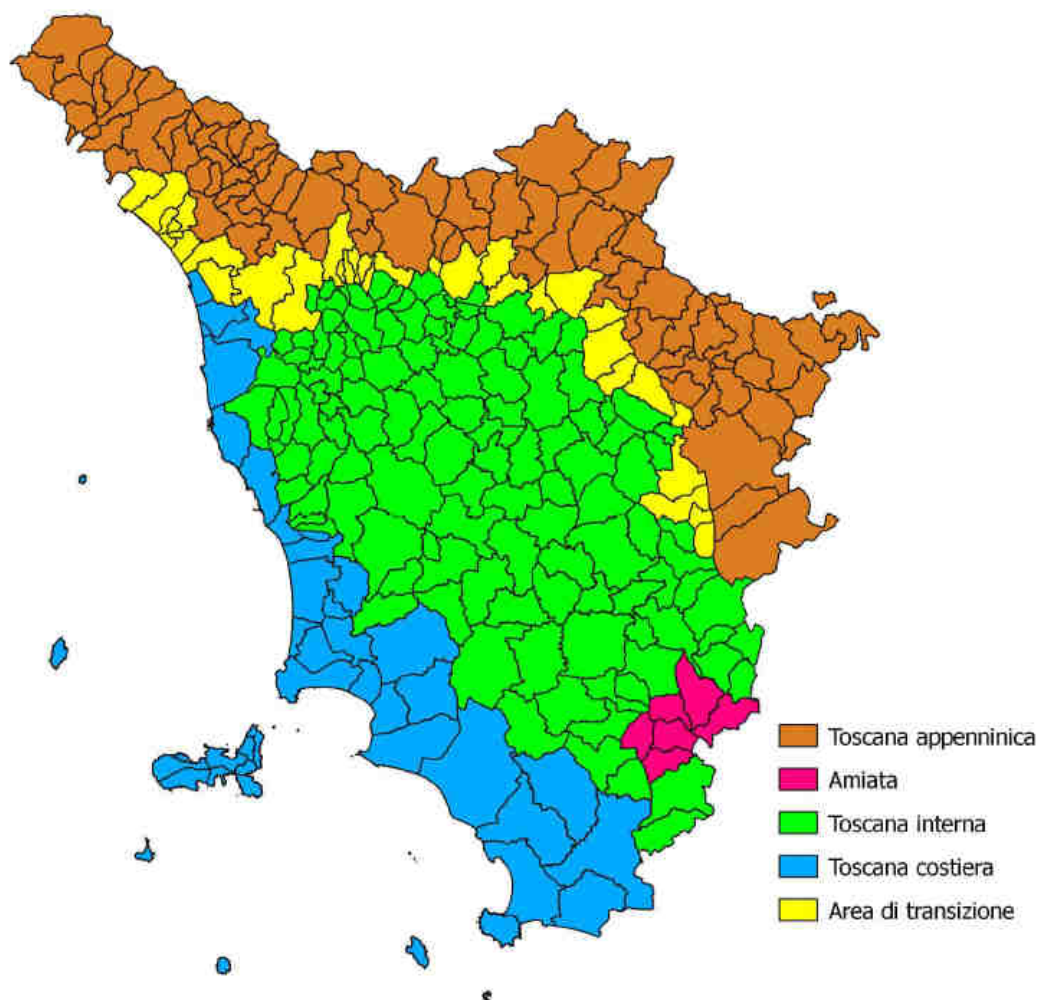 Toscana appenninica
Amiata
Toscana interna
Toscana costiera
Area di transizione